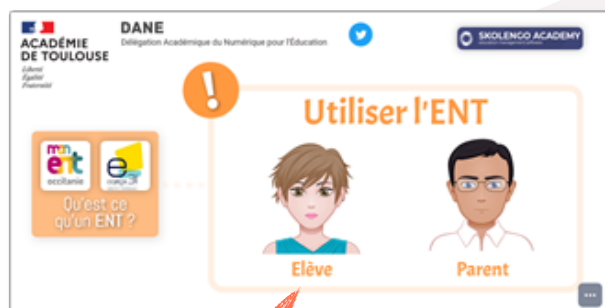 ACADÉMIE
DE TOULOUSE
Liberté
Égalité
Fraternité
DANE
Délégation Académique du Numérique pour l'Éducation
SKOLENGO ACADEMY
!
Utiliser l'ENT
mon
ent
occitanie
Qu'est ce
qu'un ENT ?
Elève
Parent